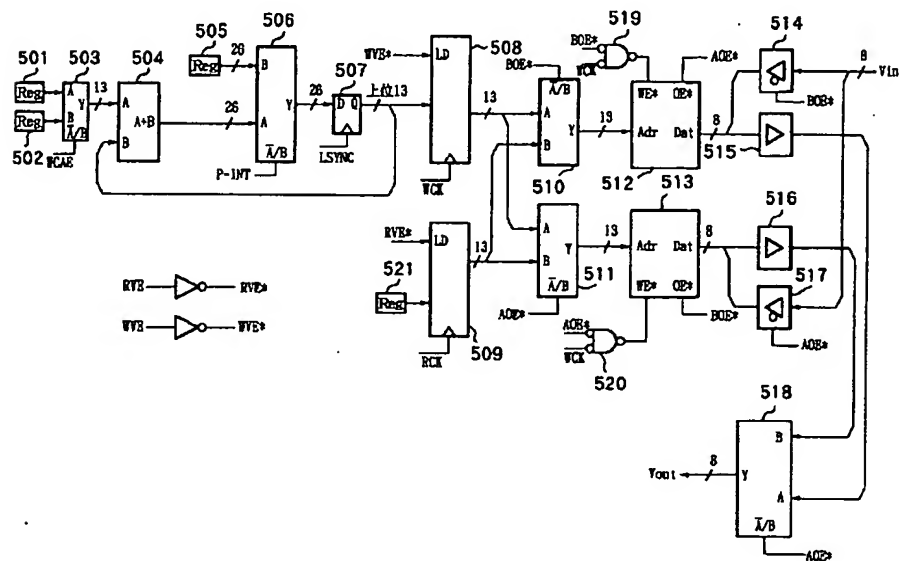 501
Reg
Reg
502
503
A
Y
B
A/B
WCAE
13
504
A
A+B
B
26
505
Reg
26
506
B
Y
A
A/B
P-INT
26
507
D Q
LSYNC
上位13
WVE*
LD
508
WCK
13
RVE*
LD
521
Reg
509
RCK
13
BOE*
A/B
A
Y
B
510
13
A
Y
B
A/B
511
AOE*
13
519
BOE*
WCK
AOE*
WE* OE*
Adr Dat
512
8
513
Adr Dat
WE* OE*
8
BOE*
AOE*
WCK
520
514
BOE*
8
Vin
515
516
517
AOE*
518
B
Y
A
A/B
AOE*
8
Vout
RVE
RVE*
WVE
WVE*